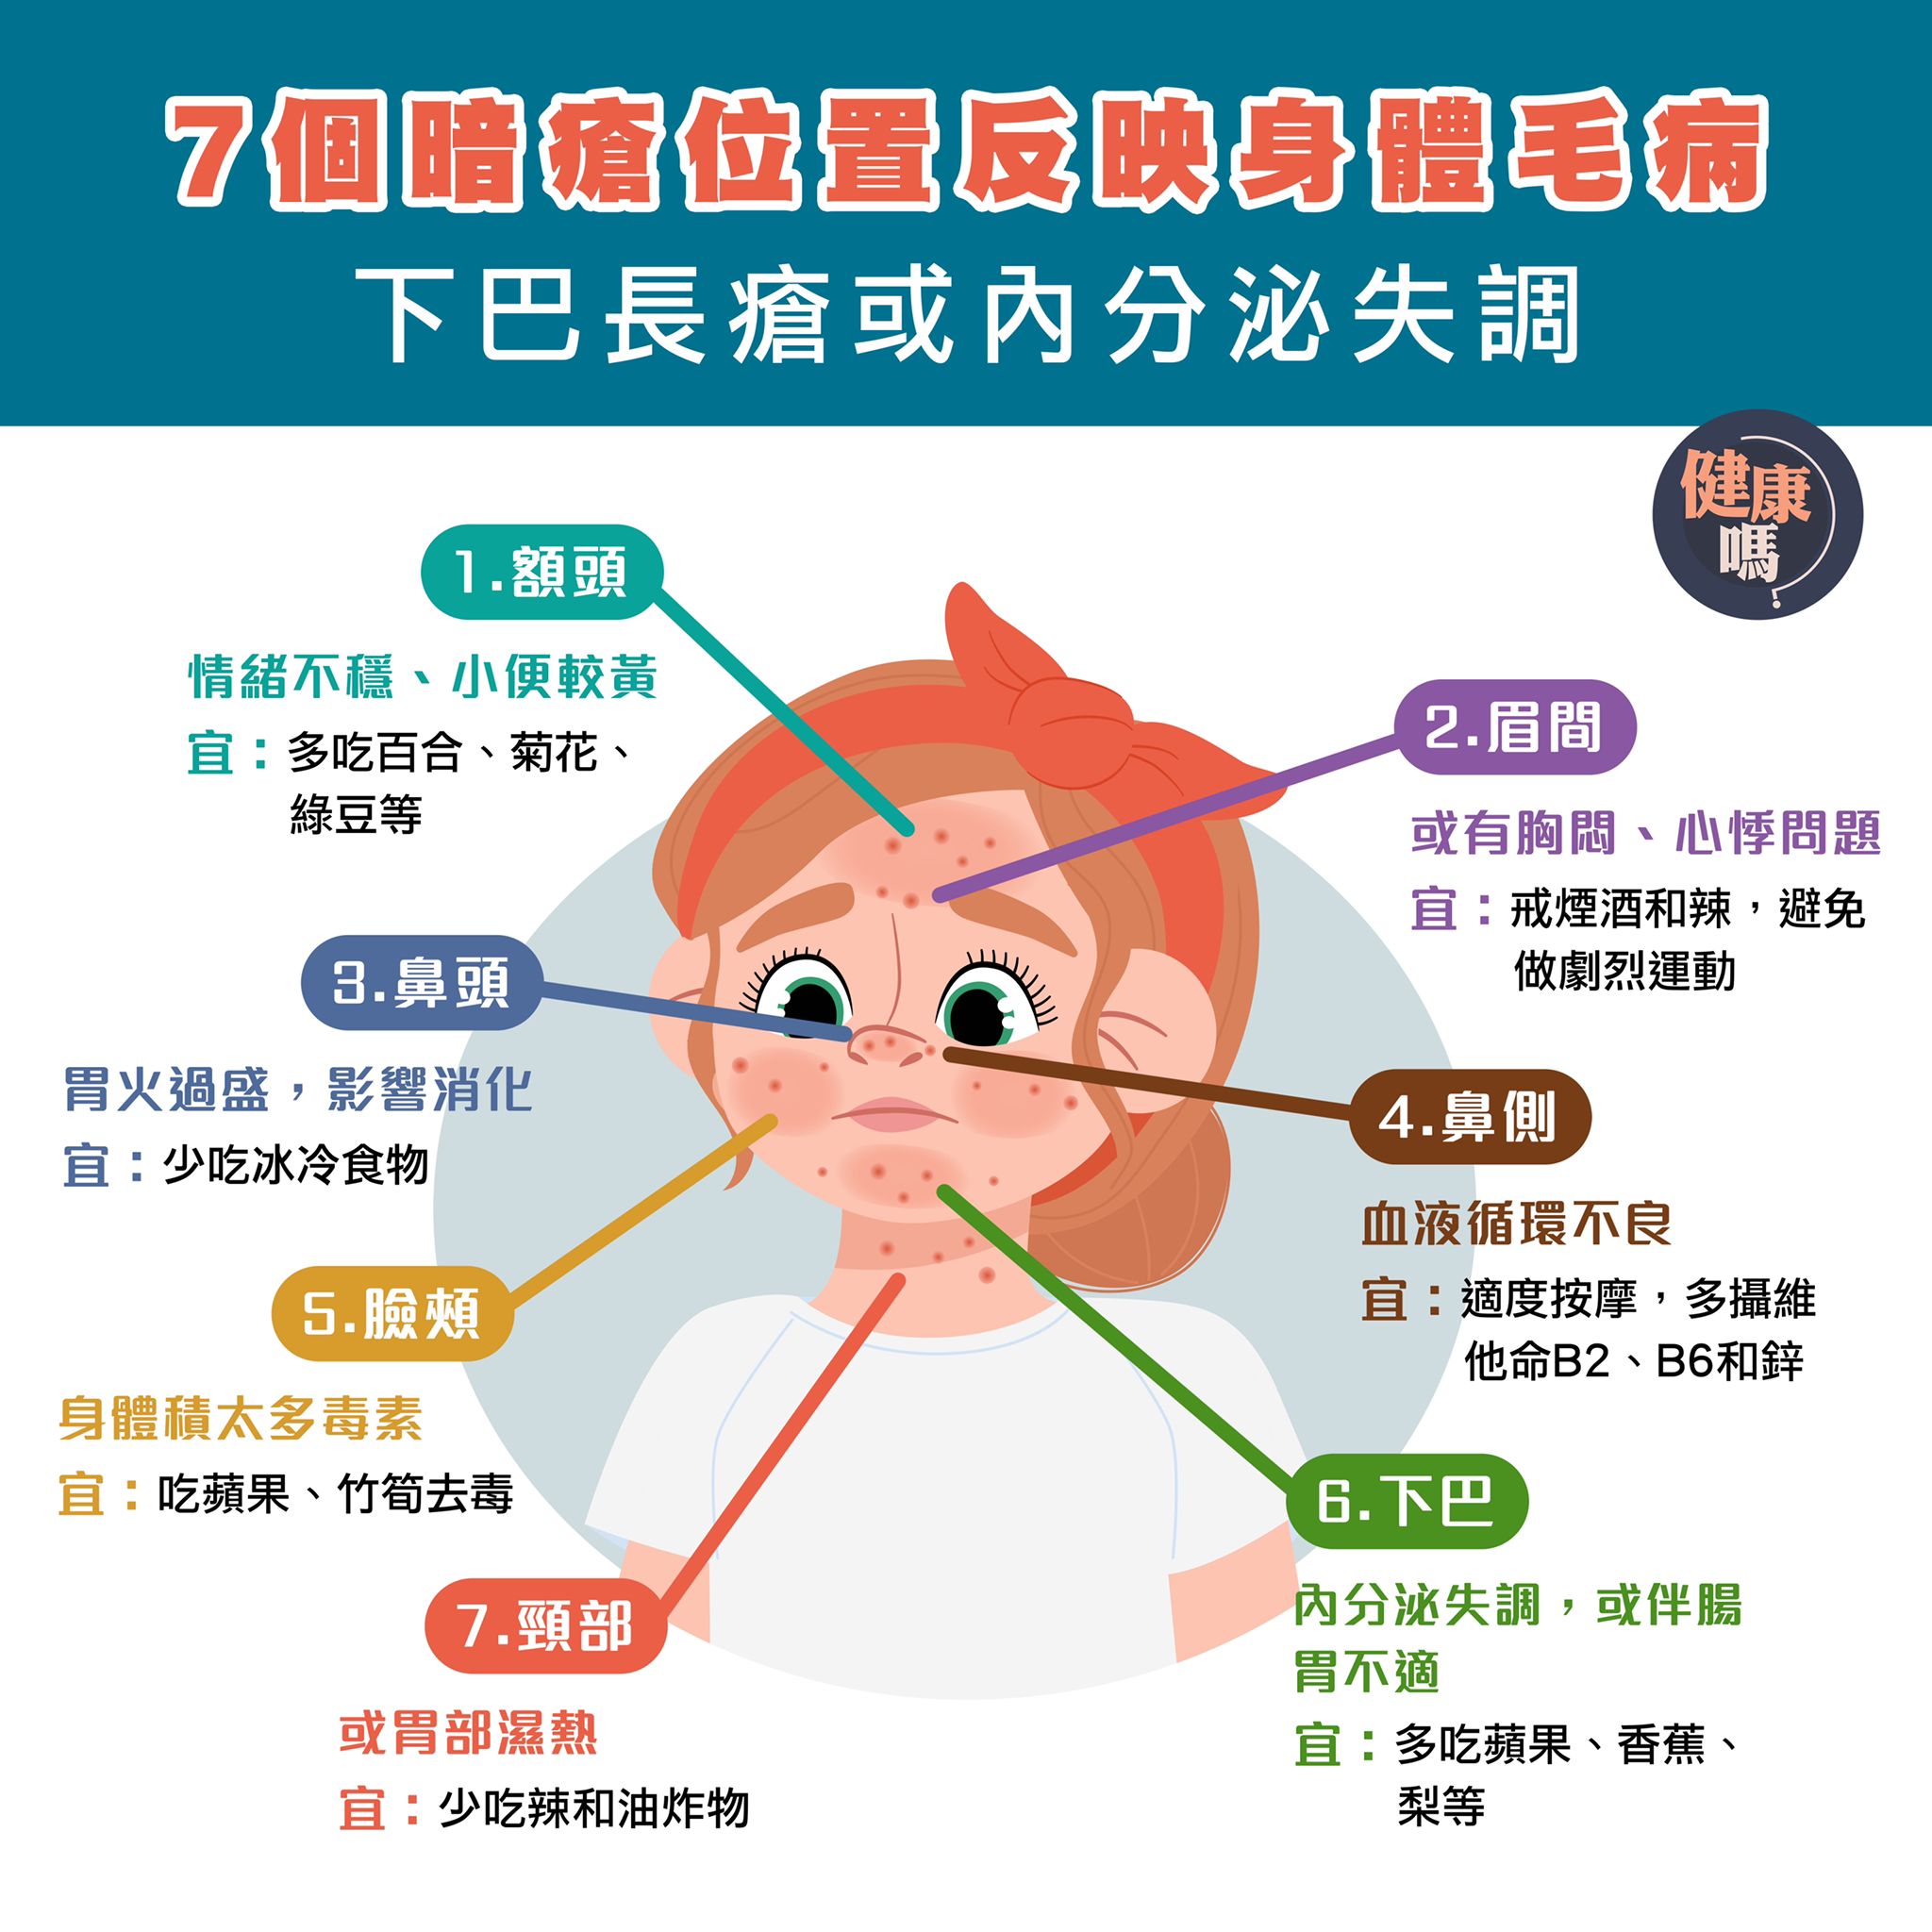 7個暗瘡位置反映身體毛病
下巴長瘡或內分泌失調
健康
嗎?
1.額頭
情緒不穩、小便較黃
宜：多吃百合、菊花、
綠豆等
2.眉間
或有胸悶、心悸問題
宜：戒煙酒和辣，避免
做劇烈運動
3.鼻頭
胃火過盛，影響消化
宜：少吃冰冷食物
4.鼻側
血液循環不良
宜：適度按摩，多攝維
他命B2、B6和鋅
5.臉頰
身體積太多毒素
宜：吃蘋果、竹筍去毒
6.下巴
內分泌失調，或伴腸
胃不適
宜：多吃蘋果、香蕉、
梨等
7.頸部
或胃部濕熱
宜：少吃辣和油炸物